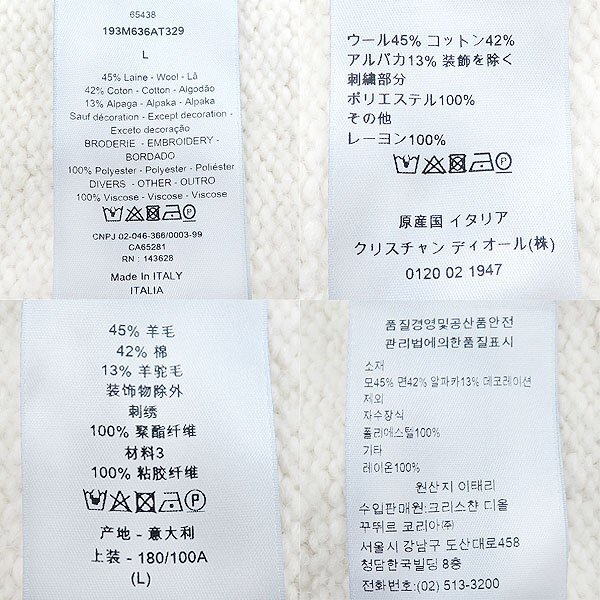 65438
193M636AT329
L
45% Laine - Wool - Lã
42% Coton - Cotton - Algodão
13% Alpaga - Alpaka - Alpaka
Sauf décoration - Except decoration -
Exceto decoração
BRODERIE - EMBROIDERY -
BORDADO
100% Polyester - Polyester - Poliéster
DIVERS - OTHER - OUTRO
100% Viscose - Viscose - Viscose
CNPJ 02-046-366/0003-99
CA65281
RN : 143628
Made In ITALY
ITALIA
ウール45% コットン42%
アルパカ13% 装飾を除く
刺繍部分
ポリエステル100%
その他
レーヨン100%
原産国 イタリア
クリスチャン ディオール(株)
0120 02 1947
45% 羊毛
42% 棉
13% 羊驼毛
装饰物除外
刺绣
100% 聚酯纤维
材料3
100% 粘胶纤维
产地 - 意大利
上装 - 180/100A
(L)
품질경영및공산품안전
관리법에의한품질표시
소재
모45% 면42% 알파카13% 데코레이션
제외
자수장식
폴리에스텔100%
기타
레이온100%
원산지 이태리
수입판매원:크리스챤 디올
꾸뛰르 코리아㈜
서울시 강남구 도산대로458
청담한국빌딩 8층
전화번호:(02) 513-3200